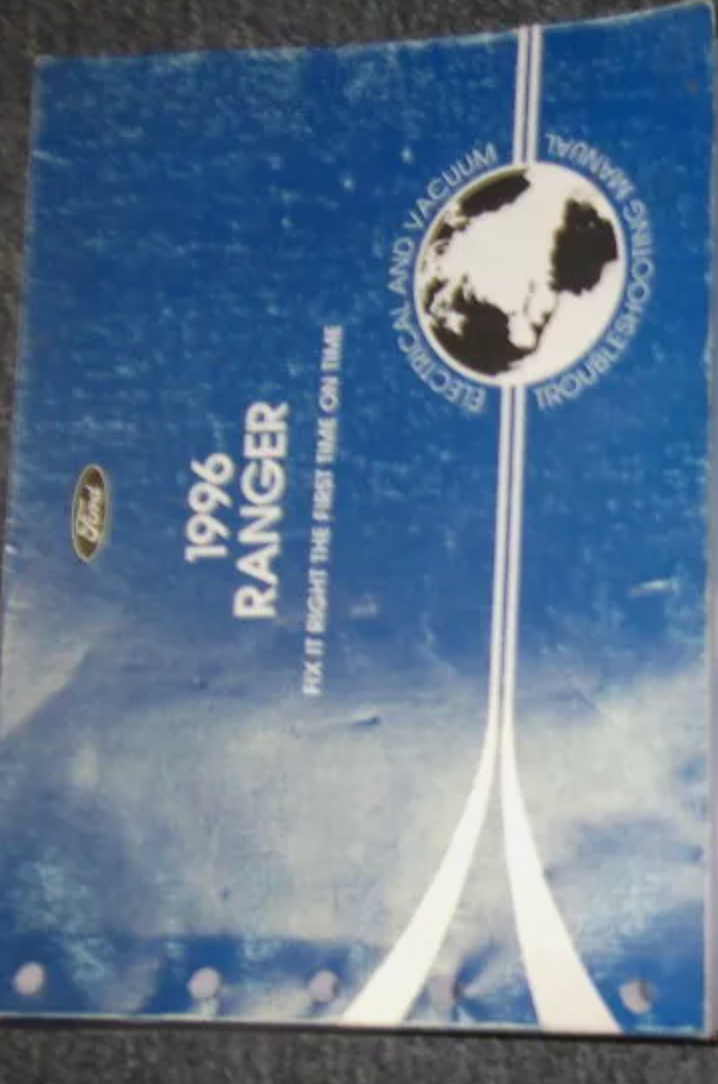 Ford
1996
RANGER
FIX IT RIGHT THE FIRST TIME ON TIME
ELECTRICAL AND VACUUM
TROUBLESHOOTING MANUAL